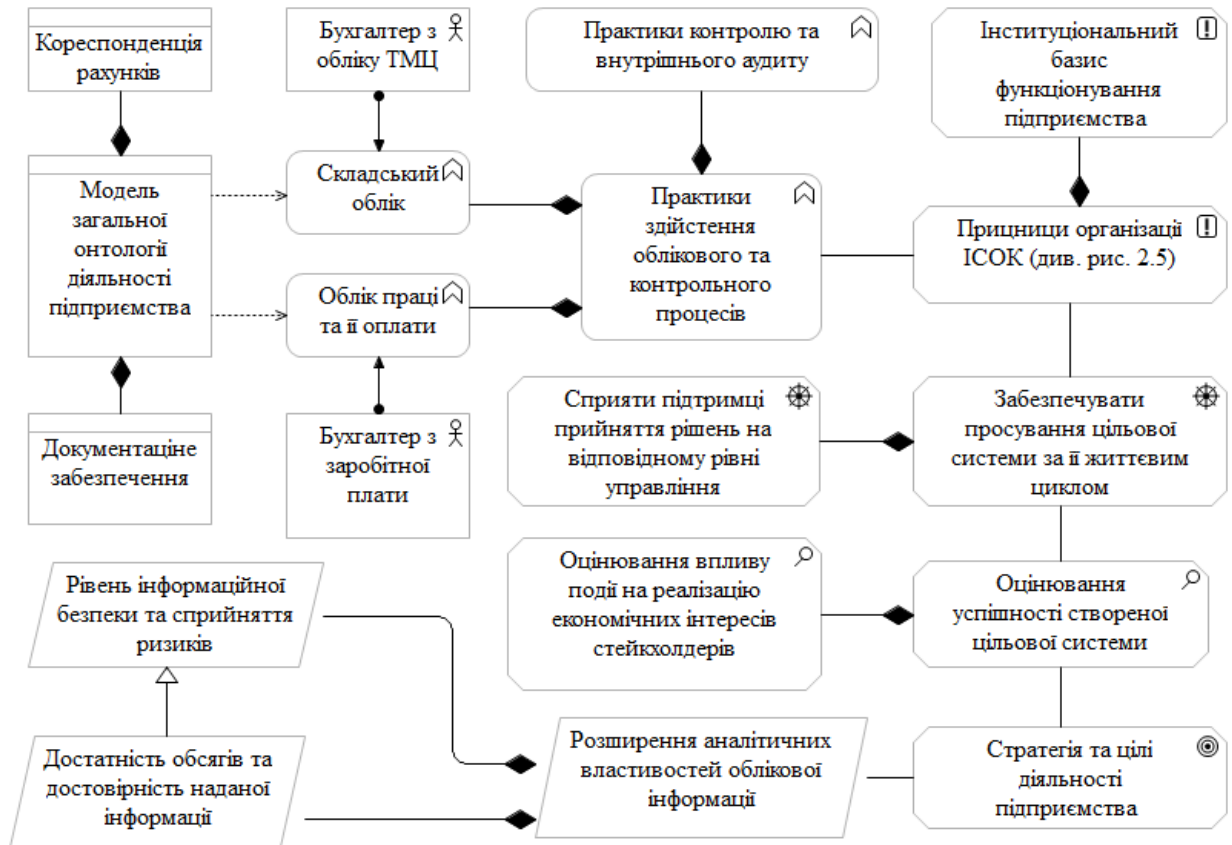 Кореспонденція
рахунків
Бухгалтер з
обліку ТМЦ
Практики контролю та
внутрішнього аудиту
Інституціональний
базис
функціонування
підприємства
Модель
загальної
онтології
діяльності
підприємства
Складський
облік
Практики
здійстення
облікового та
контрольного
процесів
Прицници організації
ІСОК (див. рис. 2.5)
Облік праці
та її оплати
Документаціне
забезпечення
Бухгалтер з
заробітної
плати
Сприяти підтримці
прийняття рішень на
відповідному рівні
управління
Забезпечувати
просування цільової
системи за її життєвим
циклом
Рівень інформаційної
безпеки та сприйняття
ризиків
Оцінювання впливу
події на реалізацію
економічних інтересів
стейкхолдерів
Оцінювання
успішності створеної
цільової системи
Достатність обсягів та
достовірність наданої
інформації
Розширення аналітичних
властивостей облікової
інформації
Стратегія та цілі
діяльності
підприємства